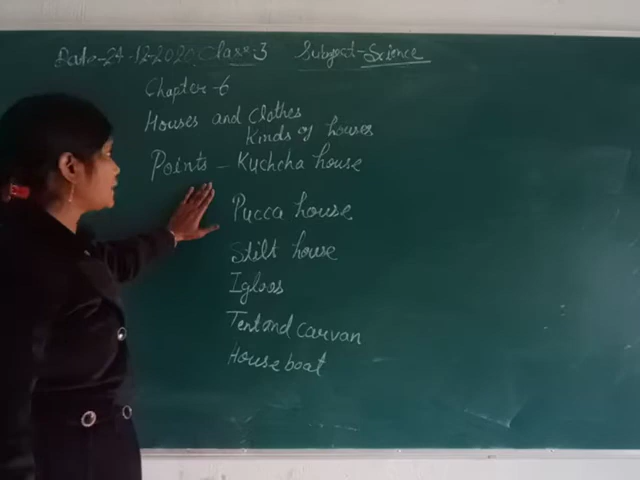 Date-24-12-2020 Class:3 Subject-Science
Chapter-6
Houses and Clothes
Kinds of houses
Points - Kuchcha house
Pucca house
Stilt house
Igloos
Tent and carvan
House boat